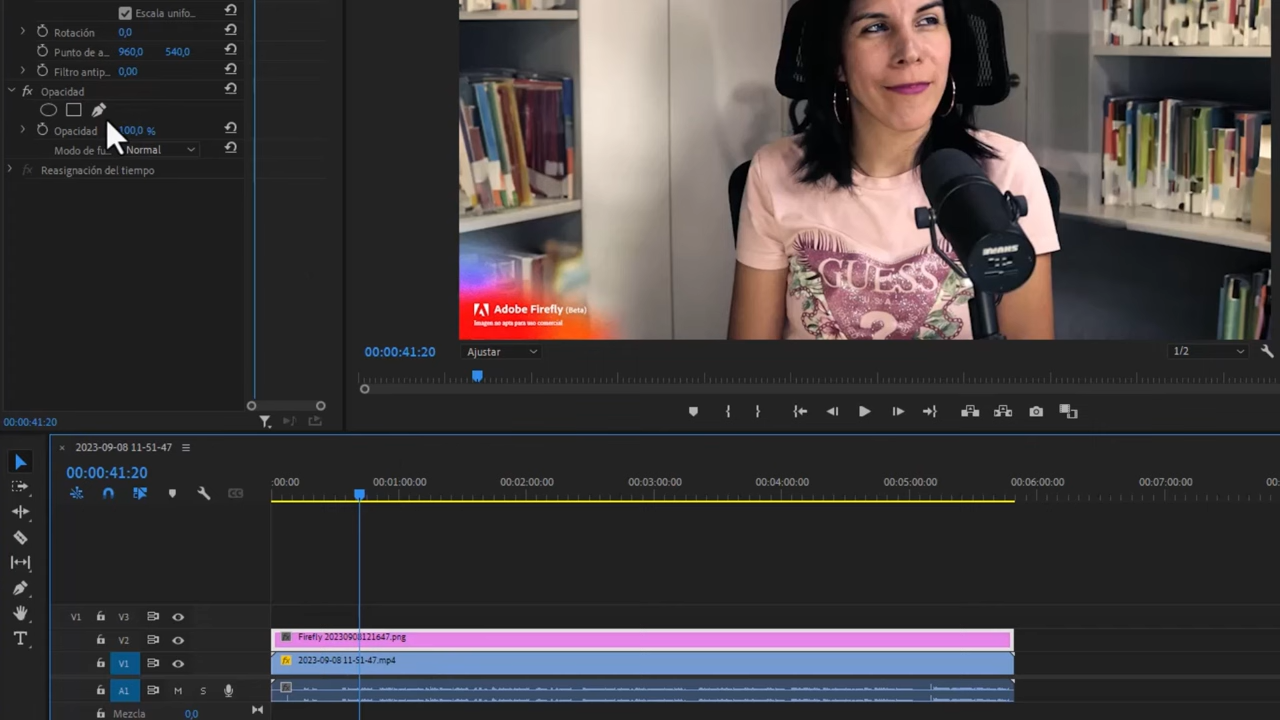 Escala unifo...
Rotación 0,0
Punto de a... 960,0 540,0
Filtro antip... 0,00
fx Opacidad
Opacidad 100,0 %
Modo de fu... Normal
fx Reasignación del tiempo
00:00:41:20
GUESS
Adobe Firefly (Beta)
Imagen no apta para uso comercial
00:00:41:20 Ajustar 1/2
2023-09-08 11-51-47
00:00:41:20
:00:00 00:01:00:00 00:02:00:00 00:03:00:00 00:04:00:00 00:05:00:00 00:06:00:00 00:07:00:00 00:
V1 V3
V2 Firefly 20230908121647.png
V1 fx 2023-09-08 11-51-47.mp4
A1 M S
Mezcla 0,0